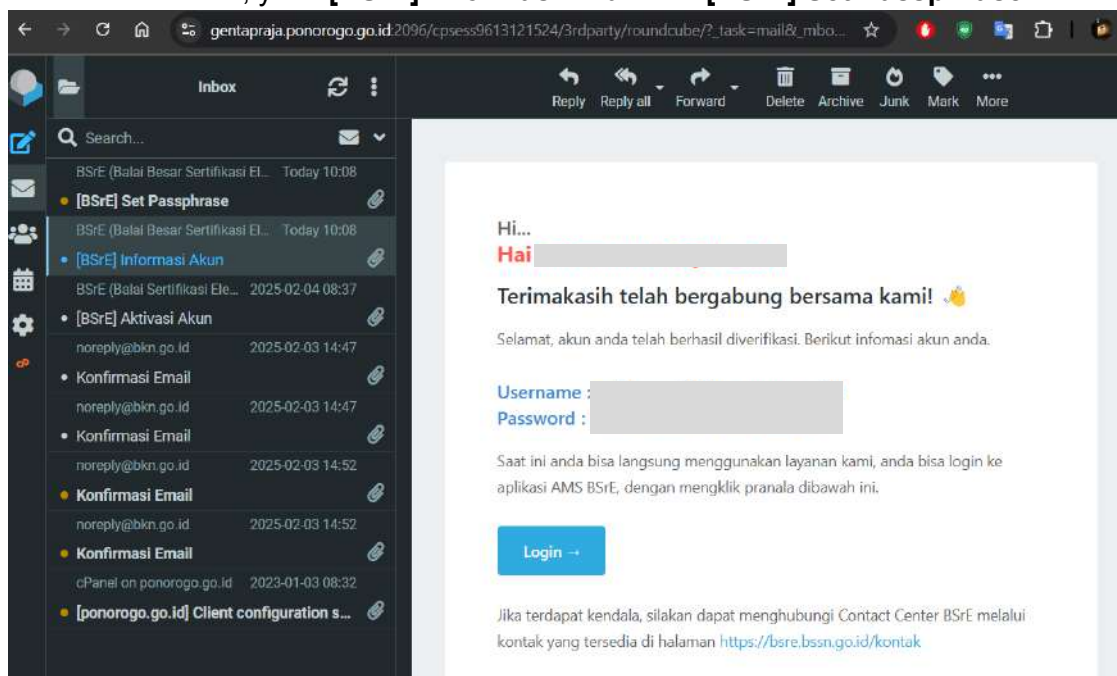 gentapraja.ponorogo.go.id:2096/cpsess9613121524/3rdparty/roundcube/?_task=mail&_mbo...
Inbox
Search...
BSrE (Balai Besar Sertifikasi El... Today 10:08
[BSrE] Set Passphrase
BSrE (Balai Besar Sertifikasi El... Today 10:08
[BSrE] Informasi Akun
BSrE (Balai Sertifikasi Ele... 2025-02-04 08:37
[BSrE] Aktivasi Akun
noreply@bkn.go.id 2025-02-03 14:47
Konfirmasi Email
noreply@bkn.go.id 2025-02-03 14:47
Konfirmasi Email
noreply@bkn.go.id 2025-02-03 14:52
Konfirmasi Email
noreply@bkn.go.id 2025-02-03 14:52
Konfirmasi Email
cPanel on ponorogo.go.id 2023-01-03 08:32
[ponorogo.go.id] Client configuration s...
Reply Reply all Forward Delete Archive Junk Mark More
Hi...
Hai
Terimakasih telah bergabung bersama kami! 👋
Selamat, akun anda telah berhasil diverifikasi. Berikut infomasi akun anda.
Username :
Password :
Saat ini anda bisa langsung menggunakan layanan kami, anda bisa login ke
aplikasi AMS BSrE, dengan mengklik pranala dibawah ini.
Login →
Jika terdapat kendala, silakan dapat menghubungi Contact Center BSrE melalui
kontak yang tersedia di halaman https://bsre.bssn.go.id/kontak